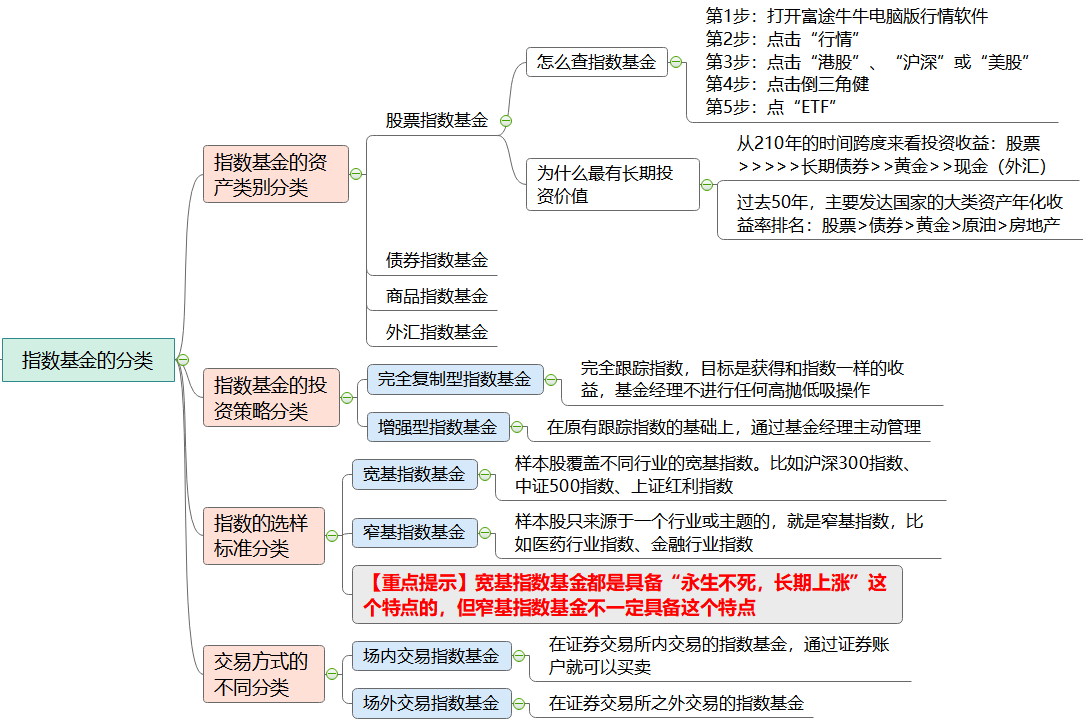 指数基金的分类
指数基金的资
产类别分类
股票指数基金
怎么查指数基金
第1步：打开富途牛牛电脑版行情软件
第2步：点击“行情”
第3步：点击“港股”、“沪深”或“美股”
第4步：点击倒三角健
第5步：点“ETF”
为什么最有长期投
资价值
从210年的时间跨度来看投资收益：股票
>>>>>长期债券>>黄金>>现金（外汇）
过去50年，主要发达国家的大类资产年化收
益率排名：股票>债券>黄金>原油>房地产
债券指数基金
商品指数基金
外汇指数基金
指数基金的投
资策略分类
完全复制型指数基金
完全跟踪指数，目标是获得和指数一样的收
益，基金经理不进行任何高抛低吸操作
增强型指数基金
在原有跟踪指数的基础上，通过基金经理主动管理
指数的选样
标准分类
宽基指数基金
样本股覆盖不同行业的宽基指数。比如沪深300指数、
中证500指数、上证红利指数
窄基指数基金
样本股只来源于一个行业或主题的，就是窄基指数，比
如医药行业指数、金融行业指数
【重点提示】宽基指数基金都是具备“永生不死，长期上涨”这
个特点的，但窄基指数基金不一定具备这个特点
交易方式的
不同分类
场内交易指数基金
在证券交易所内交易的指数基金，通过证券账
户就可以买卖
场外交易指数基金
在证券交易所之外交易的指数基金